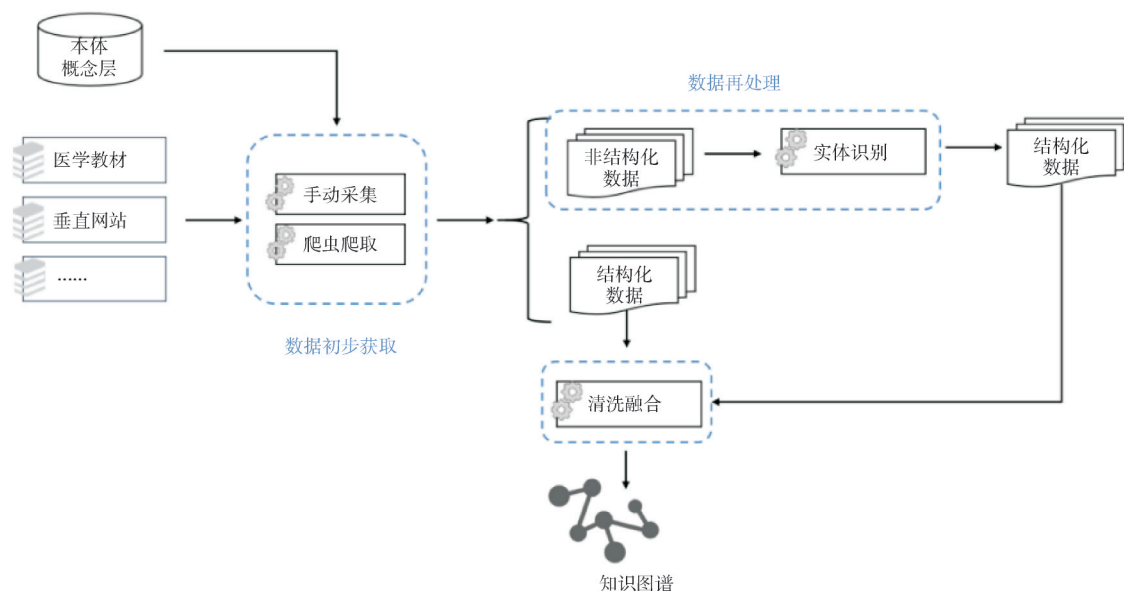 本体
概念层
医学教材
垂直网站
……
手动采集
爬虫爬取
数据初步获取
数据再处理
非结构化
数据
实体识别
结构化
数据
结构化
数据
清洗融合
知识图谱